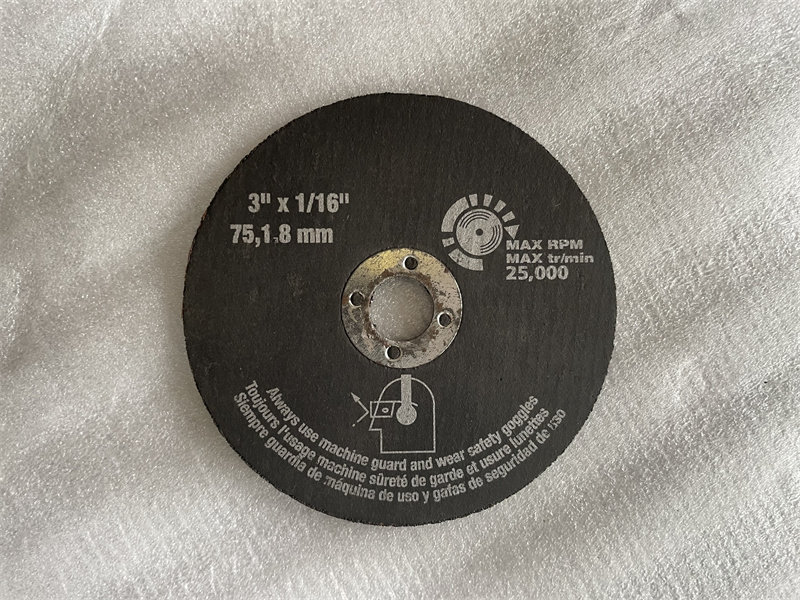 3" x 1/16"
75,1.8 mm
MAX RPM
MAX tr/min
25,000
Always use machine guard and wear safety goggles
Toujours l'usage machine sûreté de garde et usure lunettes
Siempre guarrlia de máquina de uso y gafas de seguridad de